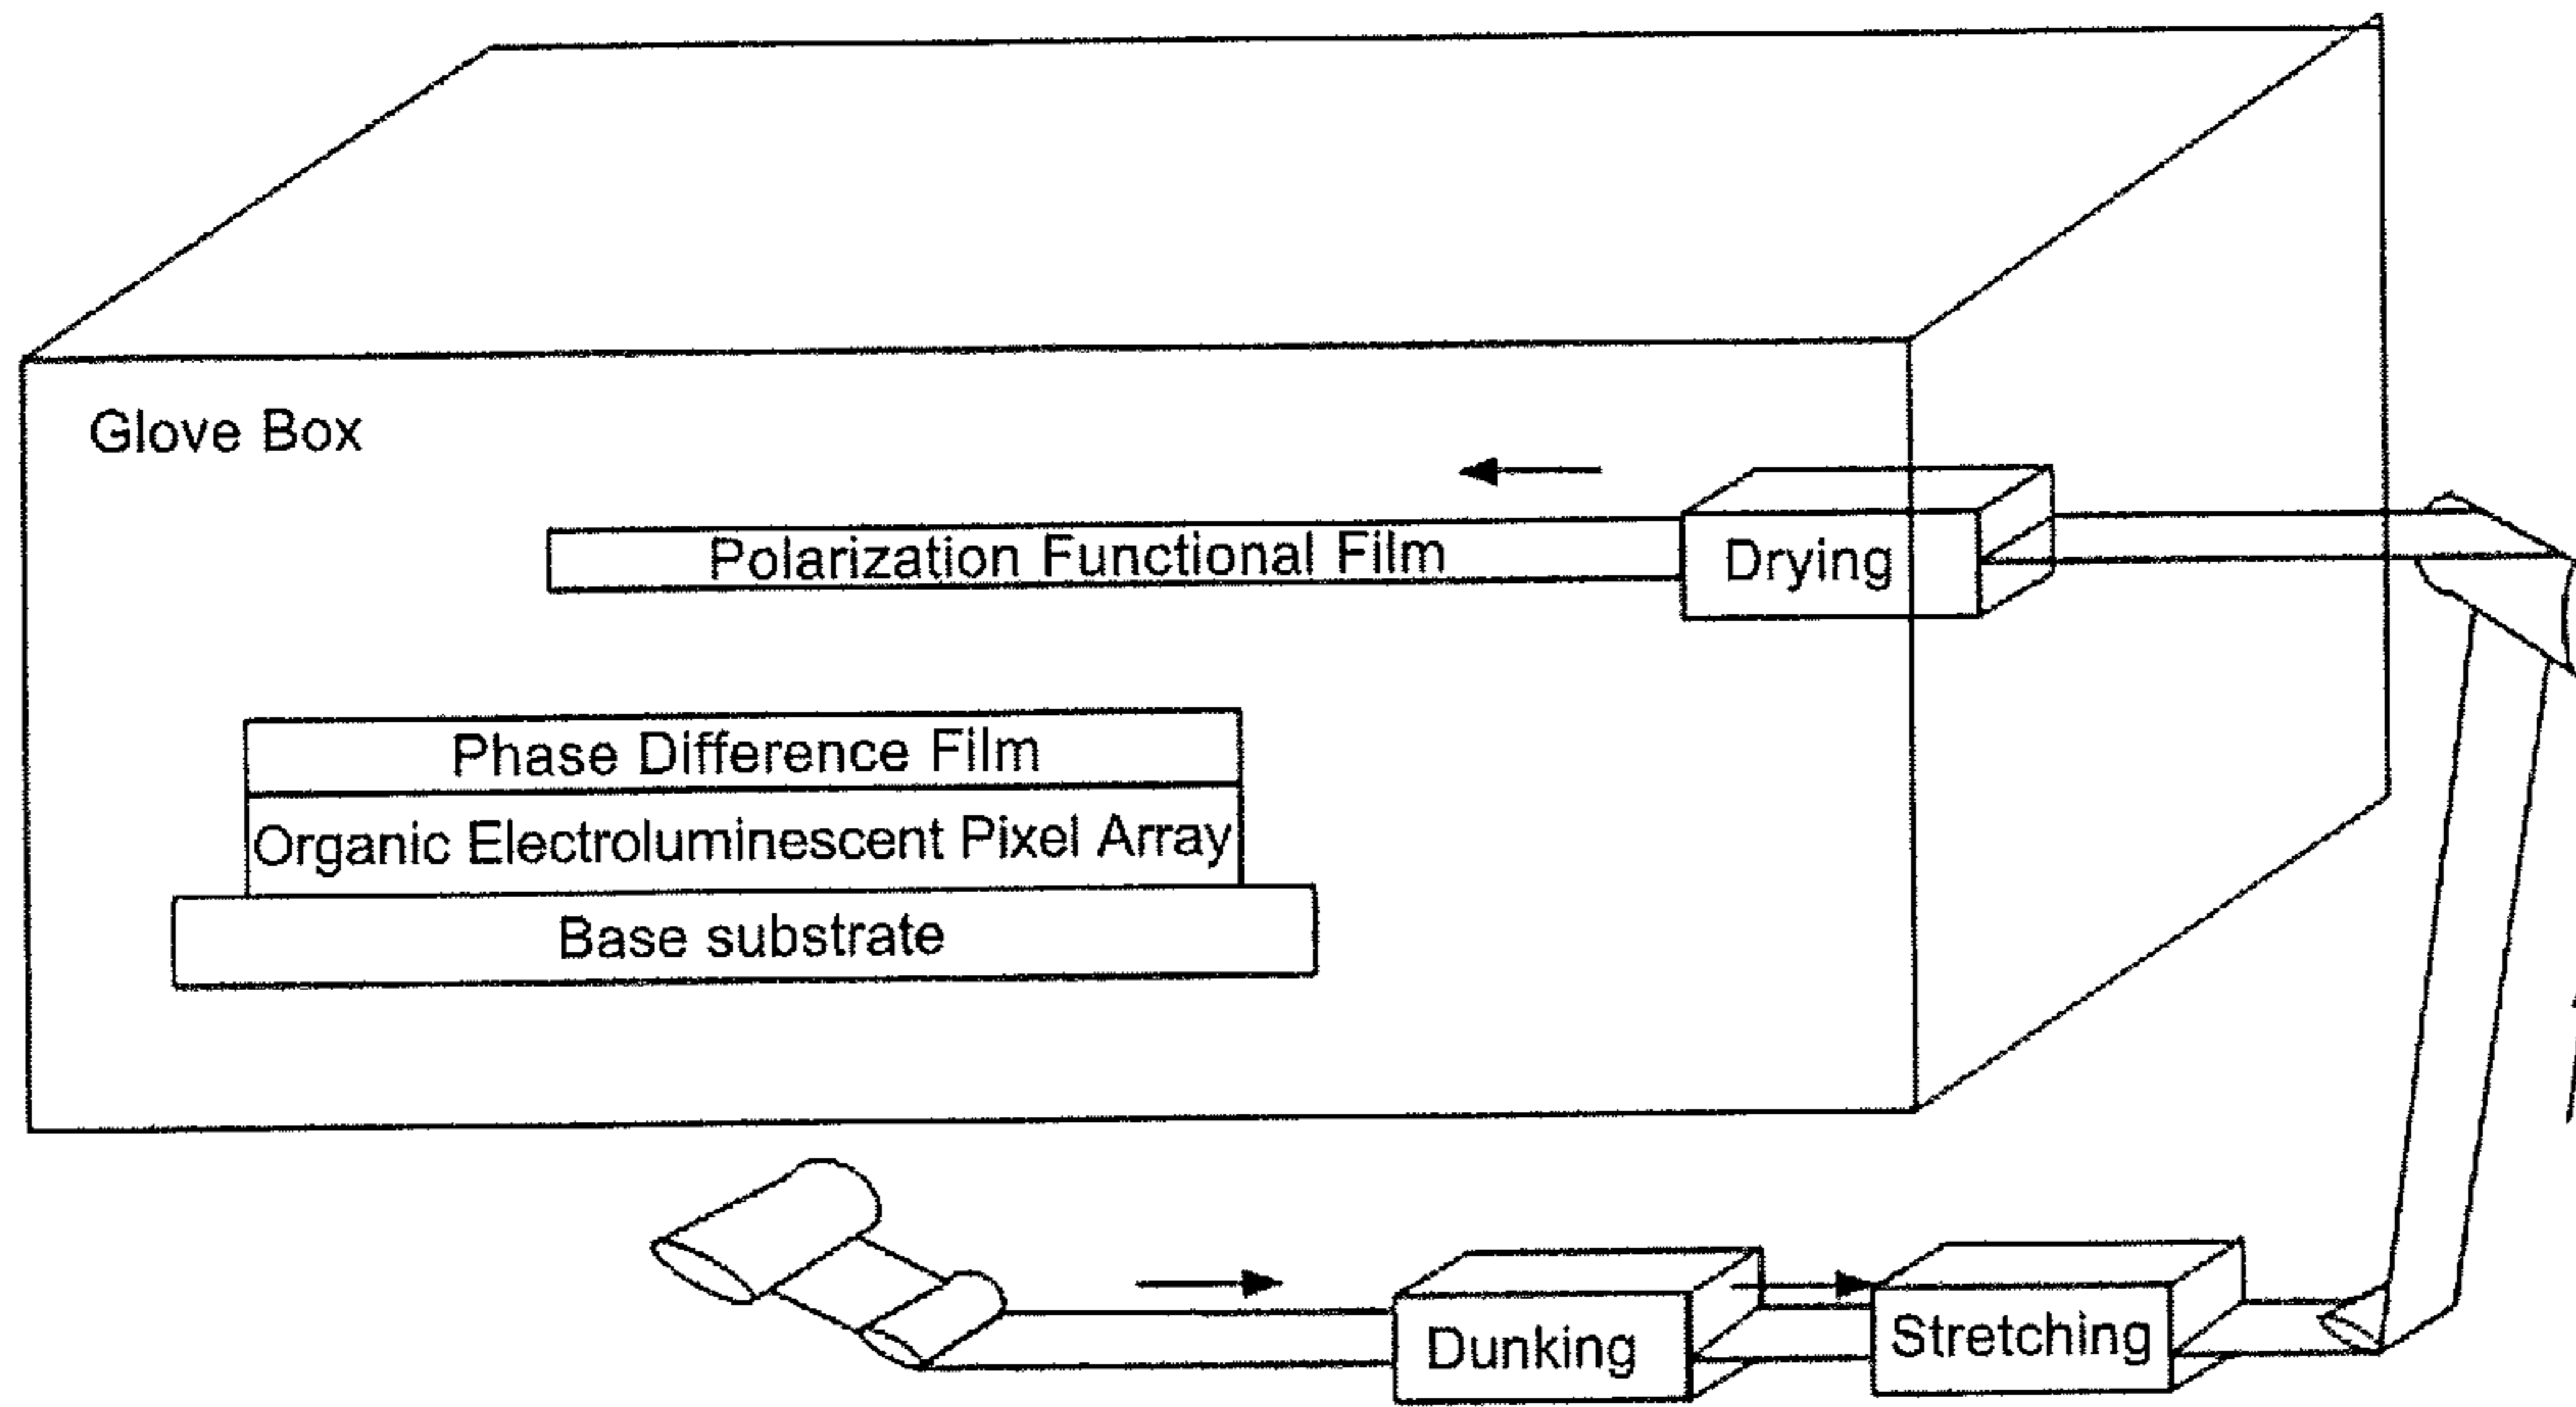 Glove Box
Polarization Functional Film
Drying
Phase Difference Film
Organic Electroluminescent Pixel Array
Base substrate
Dunking
Stretching